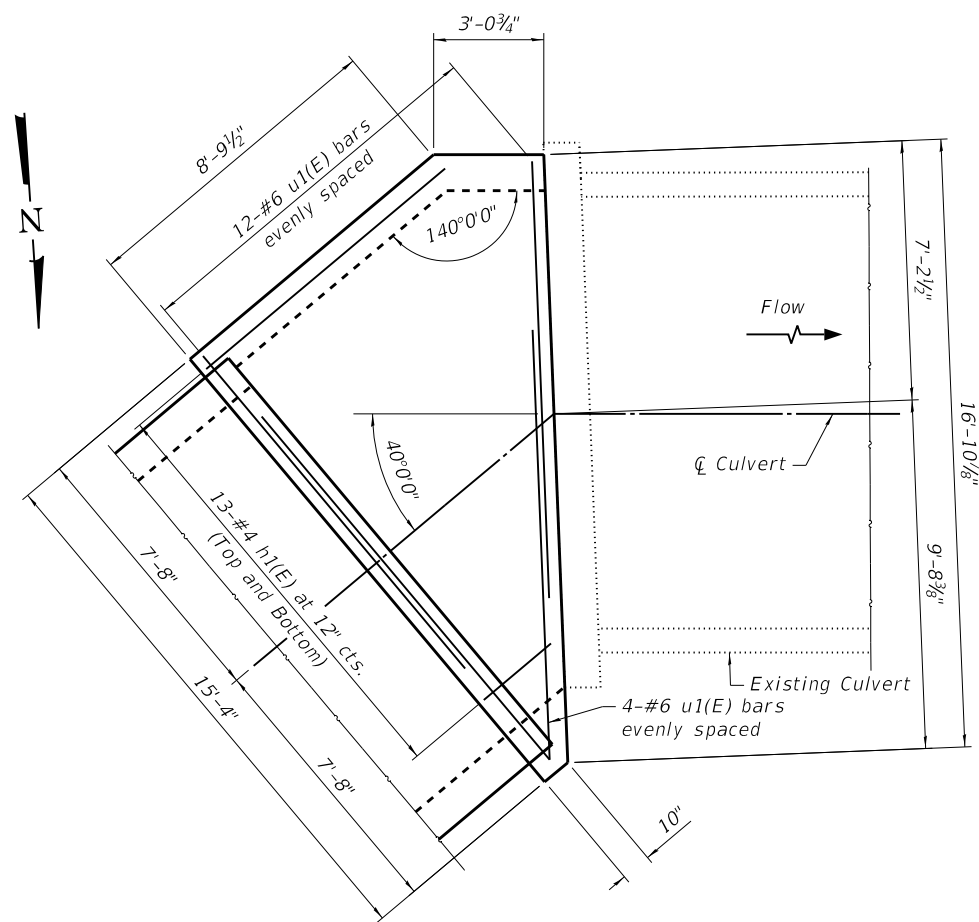 3'-0¾"
8'-9½"
12-#6 u1(E) bars
evenly spaced
N
140°0'0"
7'-2½"
Flow
16'-10⅛"
℄ Culvert
40°0'0"
13-#4 h1(E) at 12" cts.
(Top and Bottom)
9'-8⅜"
7'-8"
15'-4"
7'-8"
Existing Culvert
4-#6 u1(E) bars
evenly spaced
10"